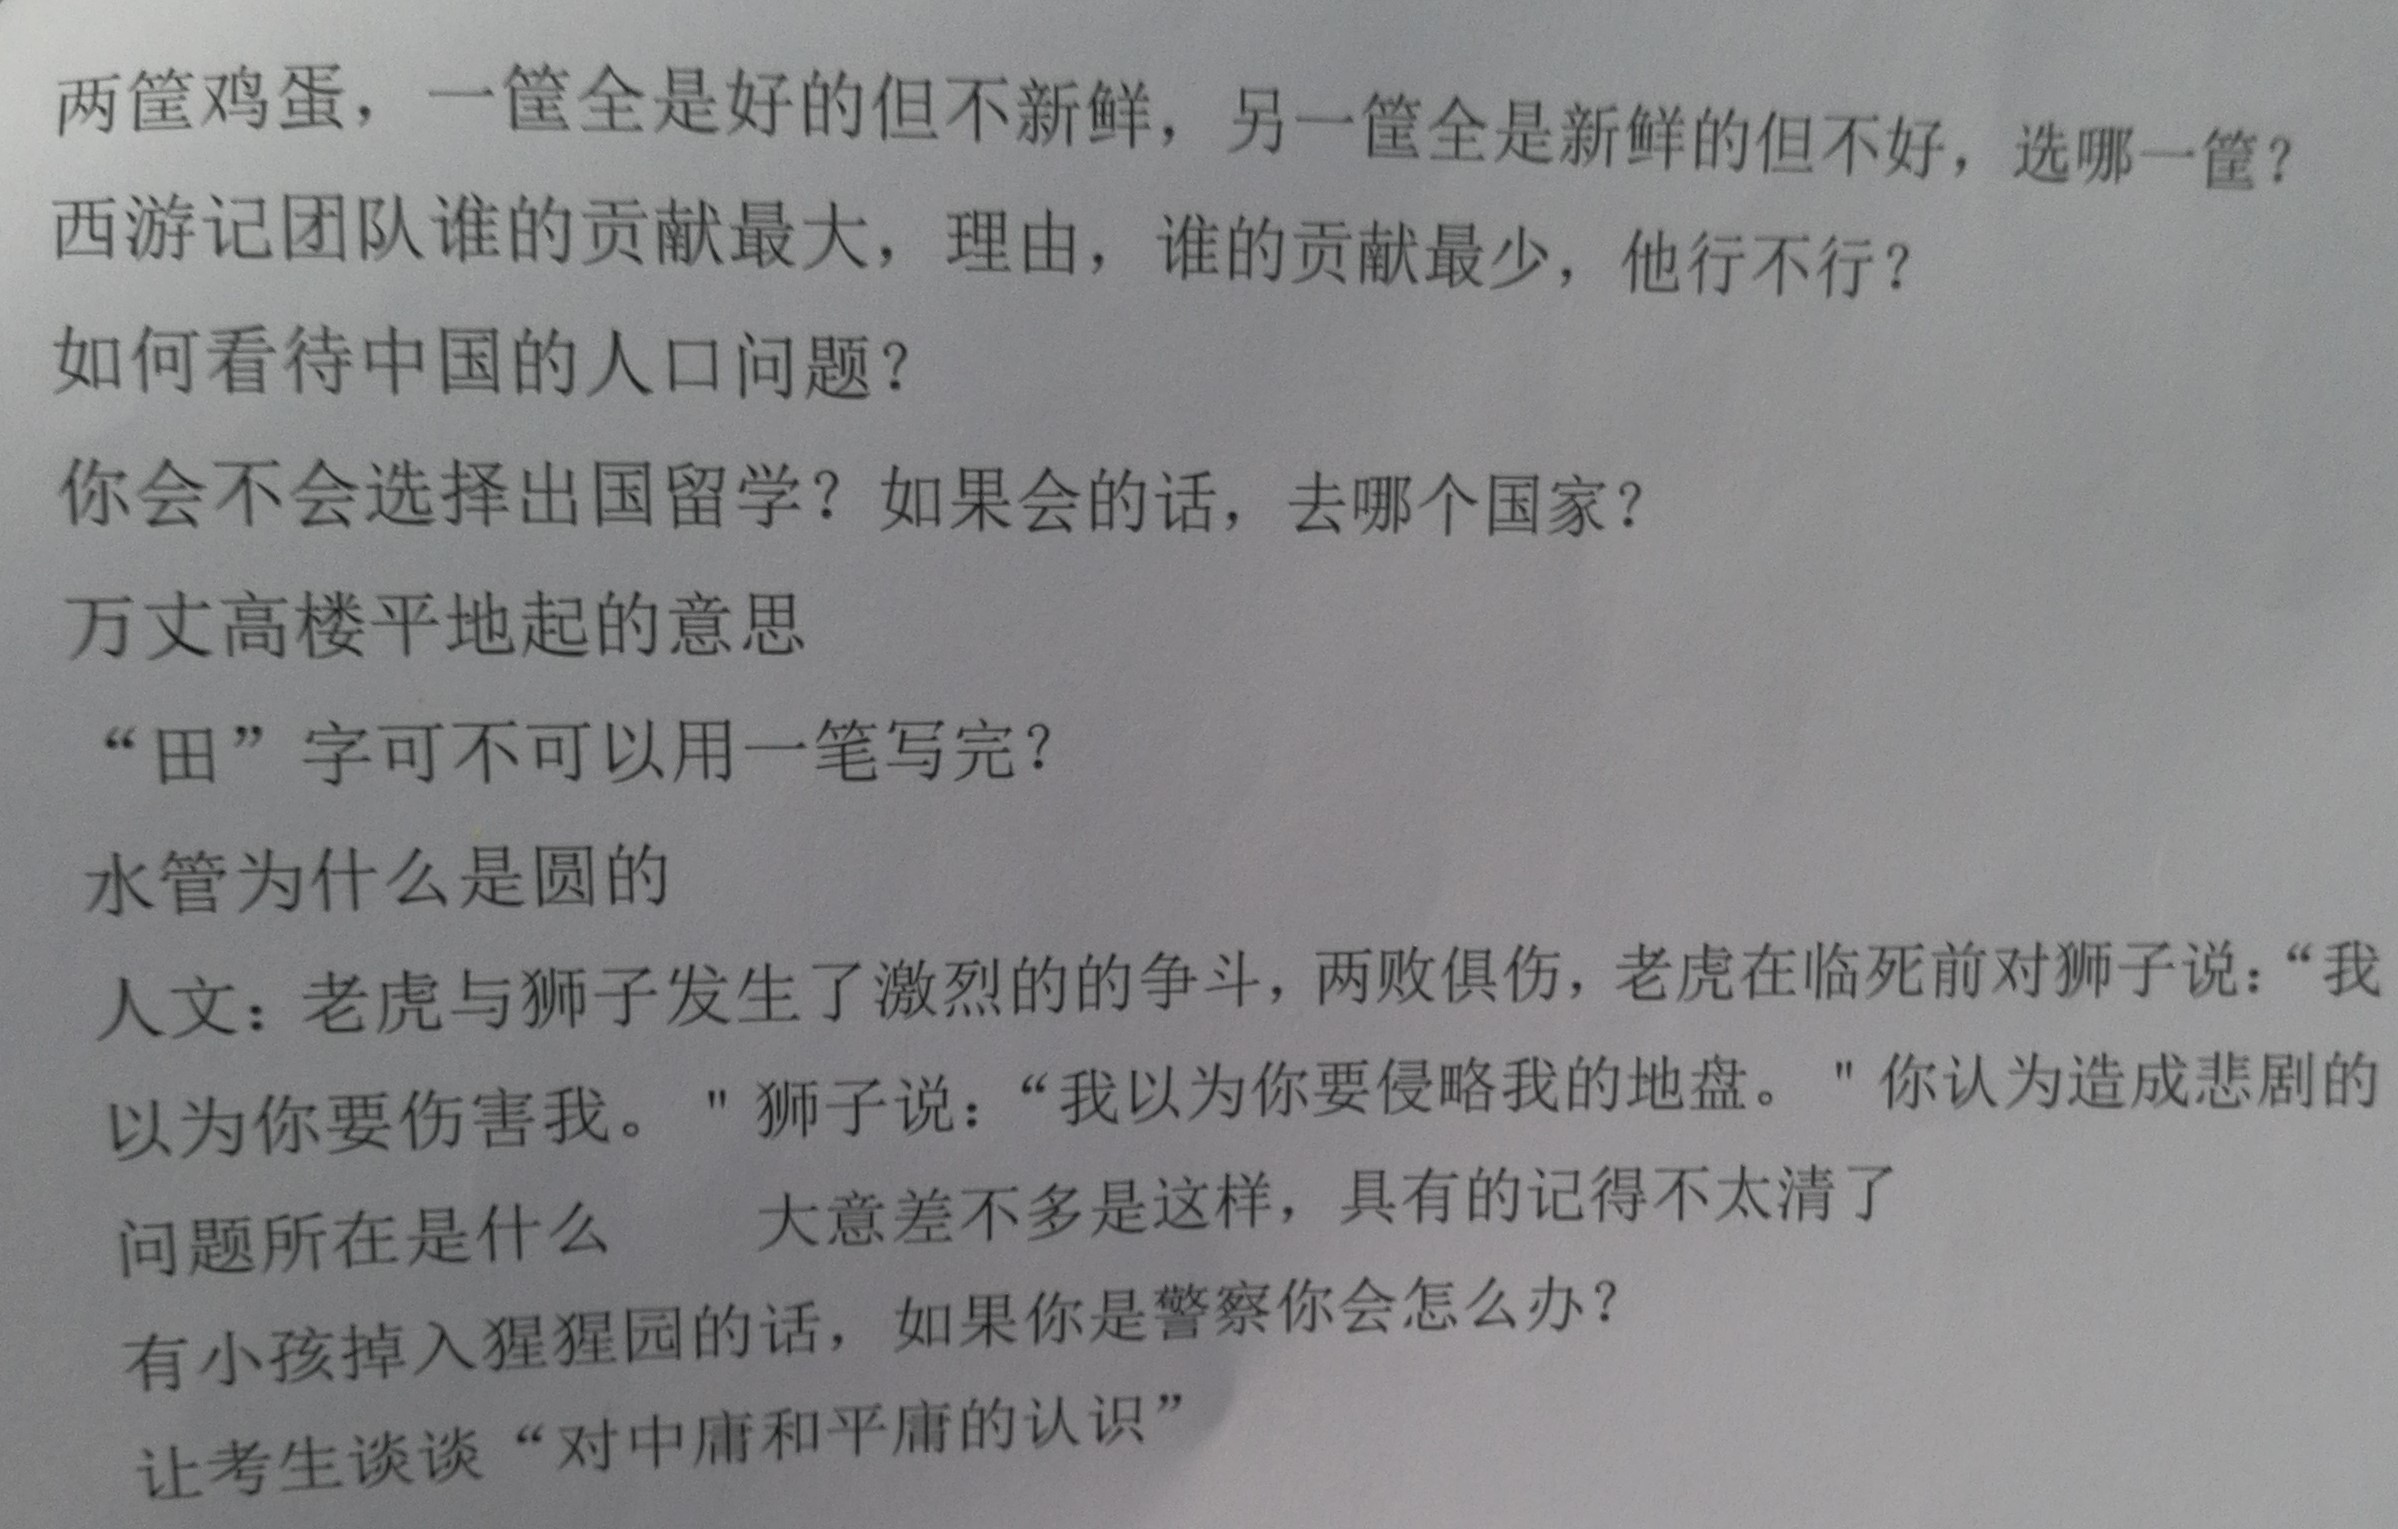 两筐鸡蛋，一筐全是好的但不新鲜，另一筐全是新鲜的但不好，选哪一筐？
西游记团队谁的贡献最大，理由，谁的贡献最少，他行不行？
如何看待中国的人口问题？
你会不会选择出国留学？如果会的话，去哪个国家？
万丈高楼平地起的意思
“田”字可不可以用一笔写完？
水管为什么是圆的
人文：老虎与狮子发生了激烈的的争斗，两败俱伤，老虎在临死前对狮子说：“我
以为你要伤害我。＂狮子说：“我以为你要侵略我的地盘。＂你认为造成悲剧的
问题所在是什么　　大意差不多是这样，具有的记得不太清了
有小孩掉入猩猩园的话，如果你是警察你会怎么办？
让考生谈谈“对中庸和平庸的认识”